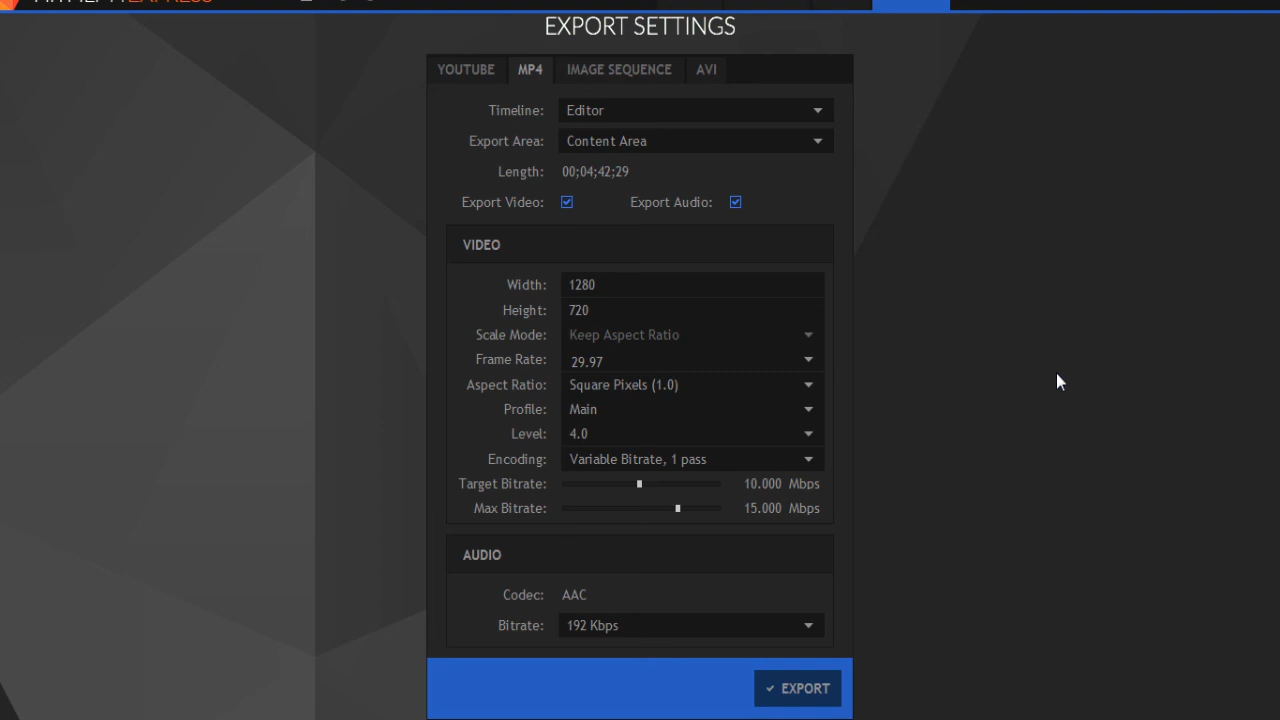 EXPRESS
EXPORT SETTINGS
YOUTUBE MP4 IMAGE SEQUENCE AVI
Timeline: Editor
Export Area: Content Area
Length: 00;04;42;29
Export Video: Export Audio:
VIDEO
Width: 1280
Height: 720
Scale Mode: Keep Aspect Ratio
Frame Rate: 29.97
Aspect Ratio: Square Pixels (1.0)
Profile: Main
Level: 4.0
Encoding: Variable Bitrate, 1 pass
Target Bitrate: 10.000 Mbps
Max Bitrate: 15.000 Mbps
AUDIO
Codec: AAC
Bitrate: 192 Kbps
EXPORT